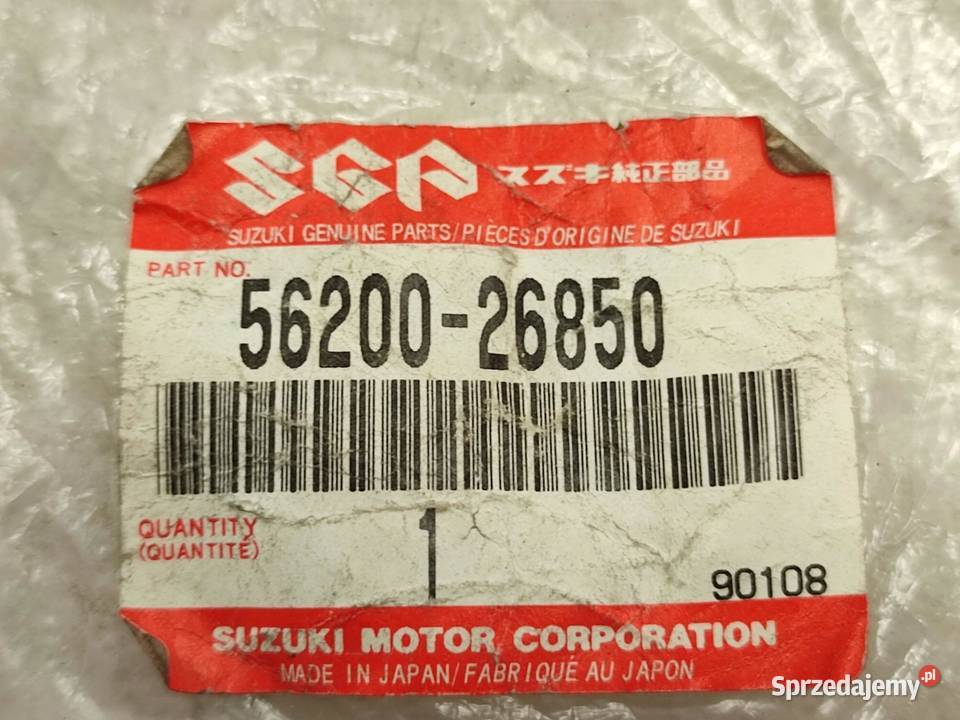 SGP スズキ純正部品
SUZUKI GENUINE PARTS/PIÈCES D'ORIGINE DE SUZUKI
PART NO.
56200-26850
QUANTITY
(QUANTITÉ)
1
90108
SUZUKI MOTOR CORPORATION
MADE IN JAPAN/FABRIQUÉ AU JAPON
Sprzedajemy.pl